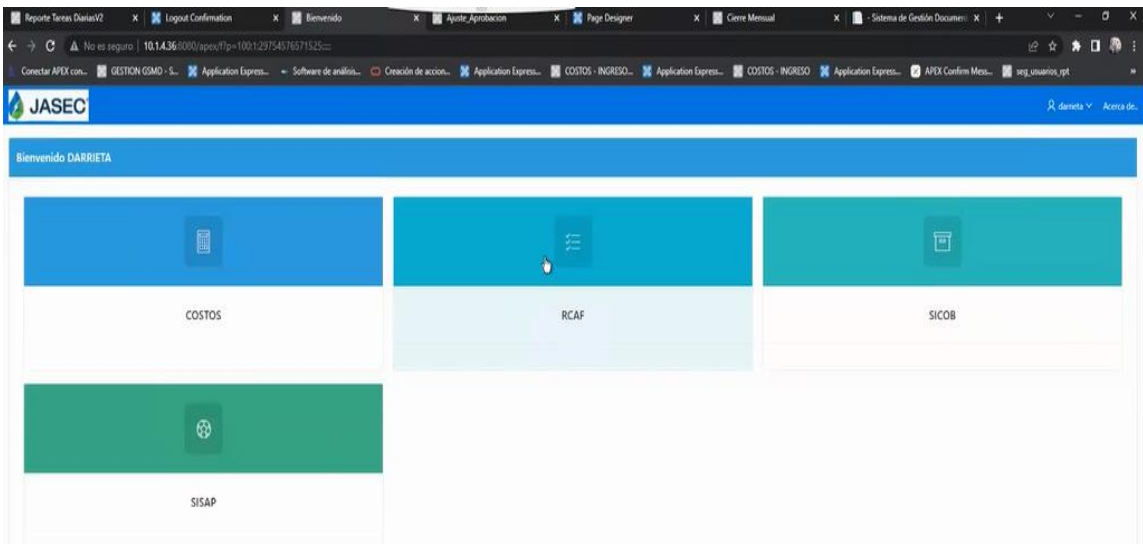 Reporte Tareas DiariasV2
Logout Confirmation
Bienvenido
Ajuste_Aprobacion
Page Designer
Cierre Mensual
- Sistema de Gestión Documen
No es seguro | 10.1.4.36:8080/apex/f?p=100:1:29754576571525:::::
Conectar APEX con... GESTION GSMO - S... Application Express... Software de análisis... Creación de accion... Application Express... COSTOS - INGRESO... Application Express... COSTOS - INGRESO Application Express... APEX Confirm Mess... seg_usuarios_rpt
JASEC
darrieta Acerca de..
Bienvenido DARRIETA
COSTOS
RCAF
SICOB
SISAP